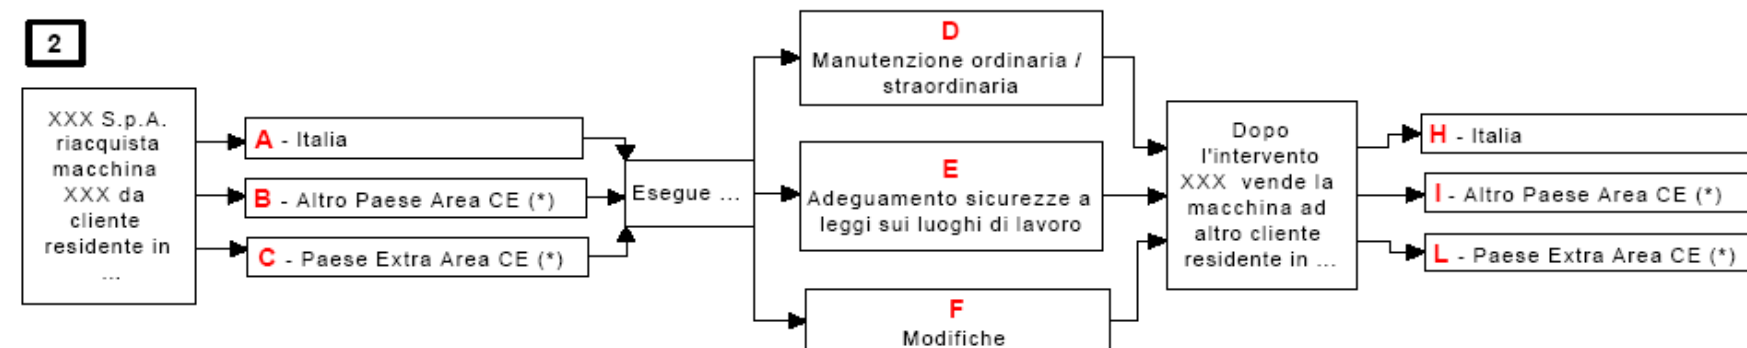 2
XXX S.p.A.
riacquista
macchina
XXX da
cliente
residente in
...
A - Italia
B - Altro Paese Area CE (*)
C - Paese Extra Area CE (*)
Esegue ...
D
Manutenzione ordinaria /
straordinaria
E
Adeguamento sicurezze a
leggi sui luoghi di lavoro
F
Modifiche
Dopo
l'intervento
XXX vende la
macchina ad
altro cliente
residente in ...
H - Italia
I - Altro Paese Area CE (*)
L - Paese Extra Area CE (*)